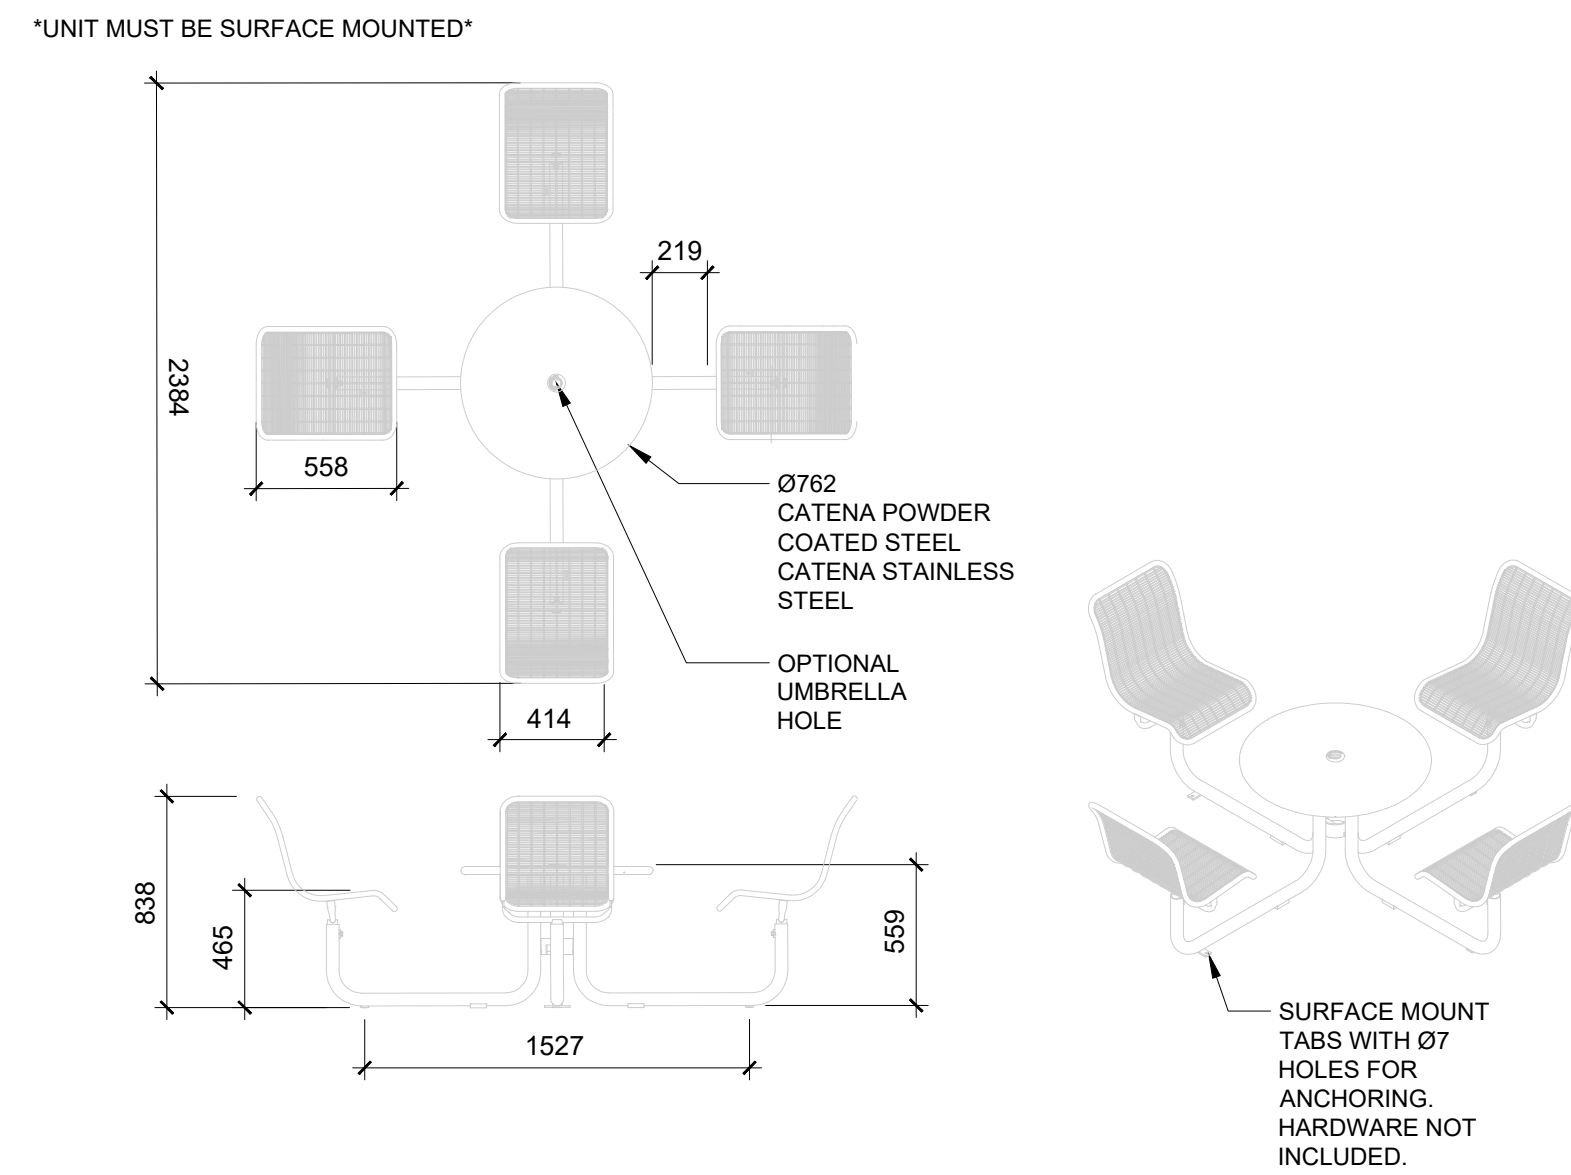 *UNIT MUST BE SURFACE MOUNTED*
219
2384
558
Ø762
CATENA POWDER
COATED STEEL
CATENA STAINLESS
STEEL
OPTIONAL
UMBRELLA
HOLE
414
838
465
559
1527
SURFACE MOUNT
TABS WITH Ø7
HOLES FOR
ANCHORING.
HARDWARE NOT
INCLUDED.